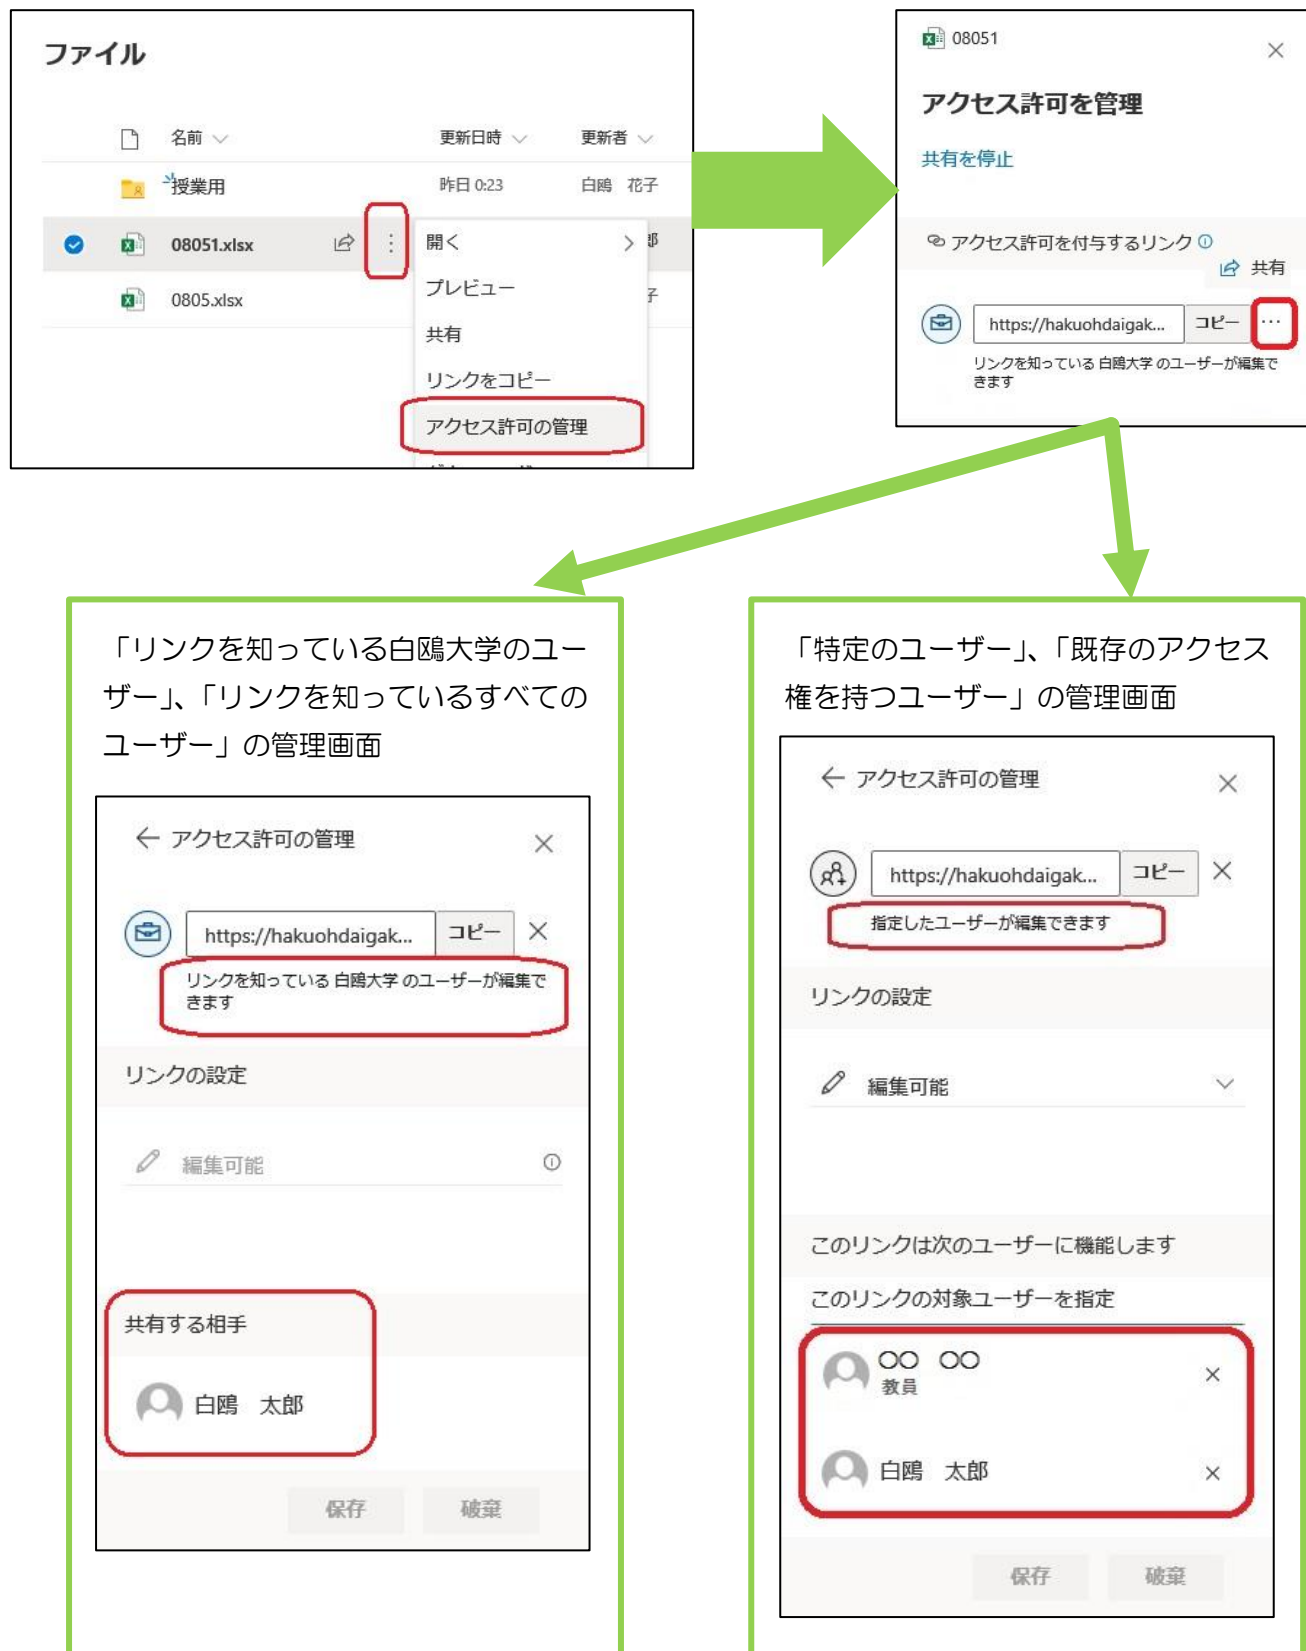 ファイル
名前
更新日時
更新者
授業用
昨日 0:23
白鴎 花子
08051.xlsx
開く
郎
プレビュー
0805.xlsx
子
共有
リンクをコピー
アクセス許可の管理
08051
アクセス許可を管理
共有を停止
アクセス許可を付与するリンク
共有
https://hakuohdaigak...
コピー
リンクを知っている 白鴎大学 のユーザーが編集で
きます
「リンクを知っている白鴎大学のユー
ザー」、「リンクを知っているすべての
ユーザー」の管理画面
アクセス許可の管理
https://hakuohdaigak...
コピー
リンクを知っている 白鴎大学 のユーザーが編集で
きます
リンクの設定
編集可能
共有する相手
白鴎 太郎
保存
破棄
「特定のユーザー」、「既存のアクセス
権を持つユーザー」の管理画面
アクセス許可の管理
https://hakuohdaigak...
コピー
指定したユーザーが編集できます
リンクの設定
編集可能
このリンクは次のユーザーに機能します
このリンクの対象ユーザーを指定
〇〇 〇〇
教員
白鴎 太郎
保存
破棄